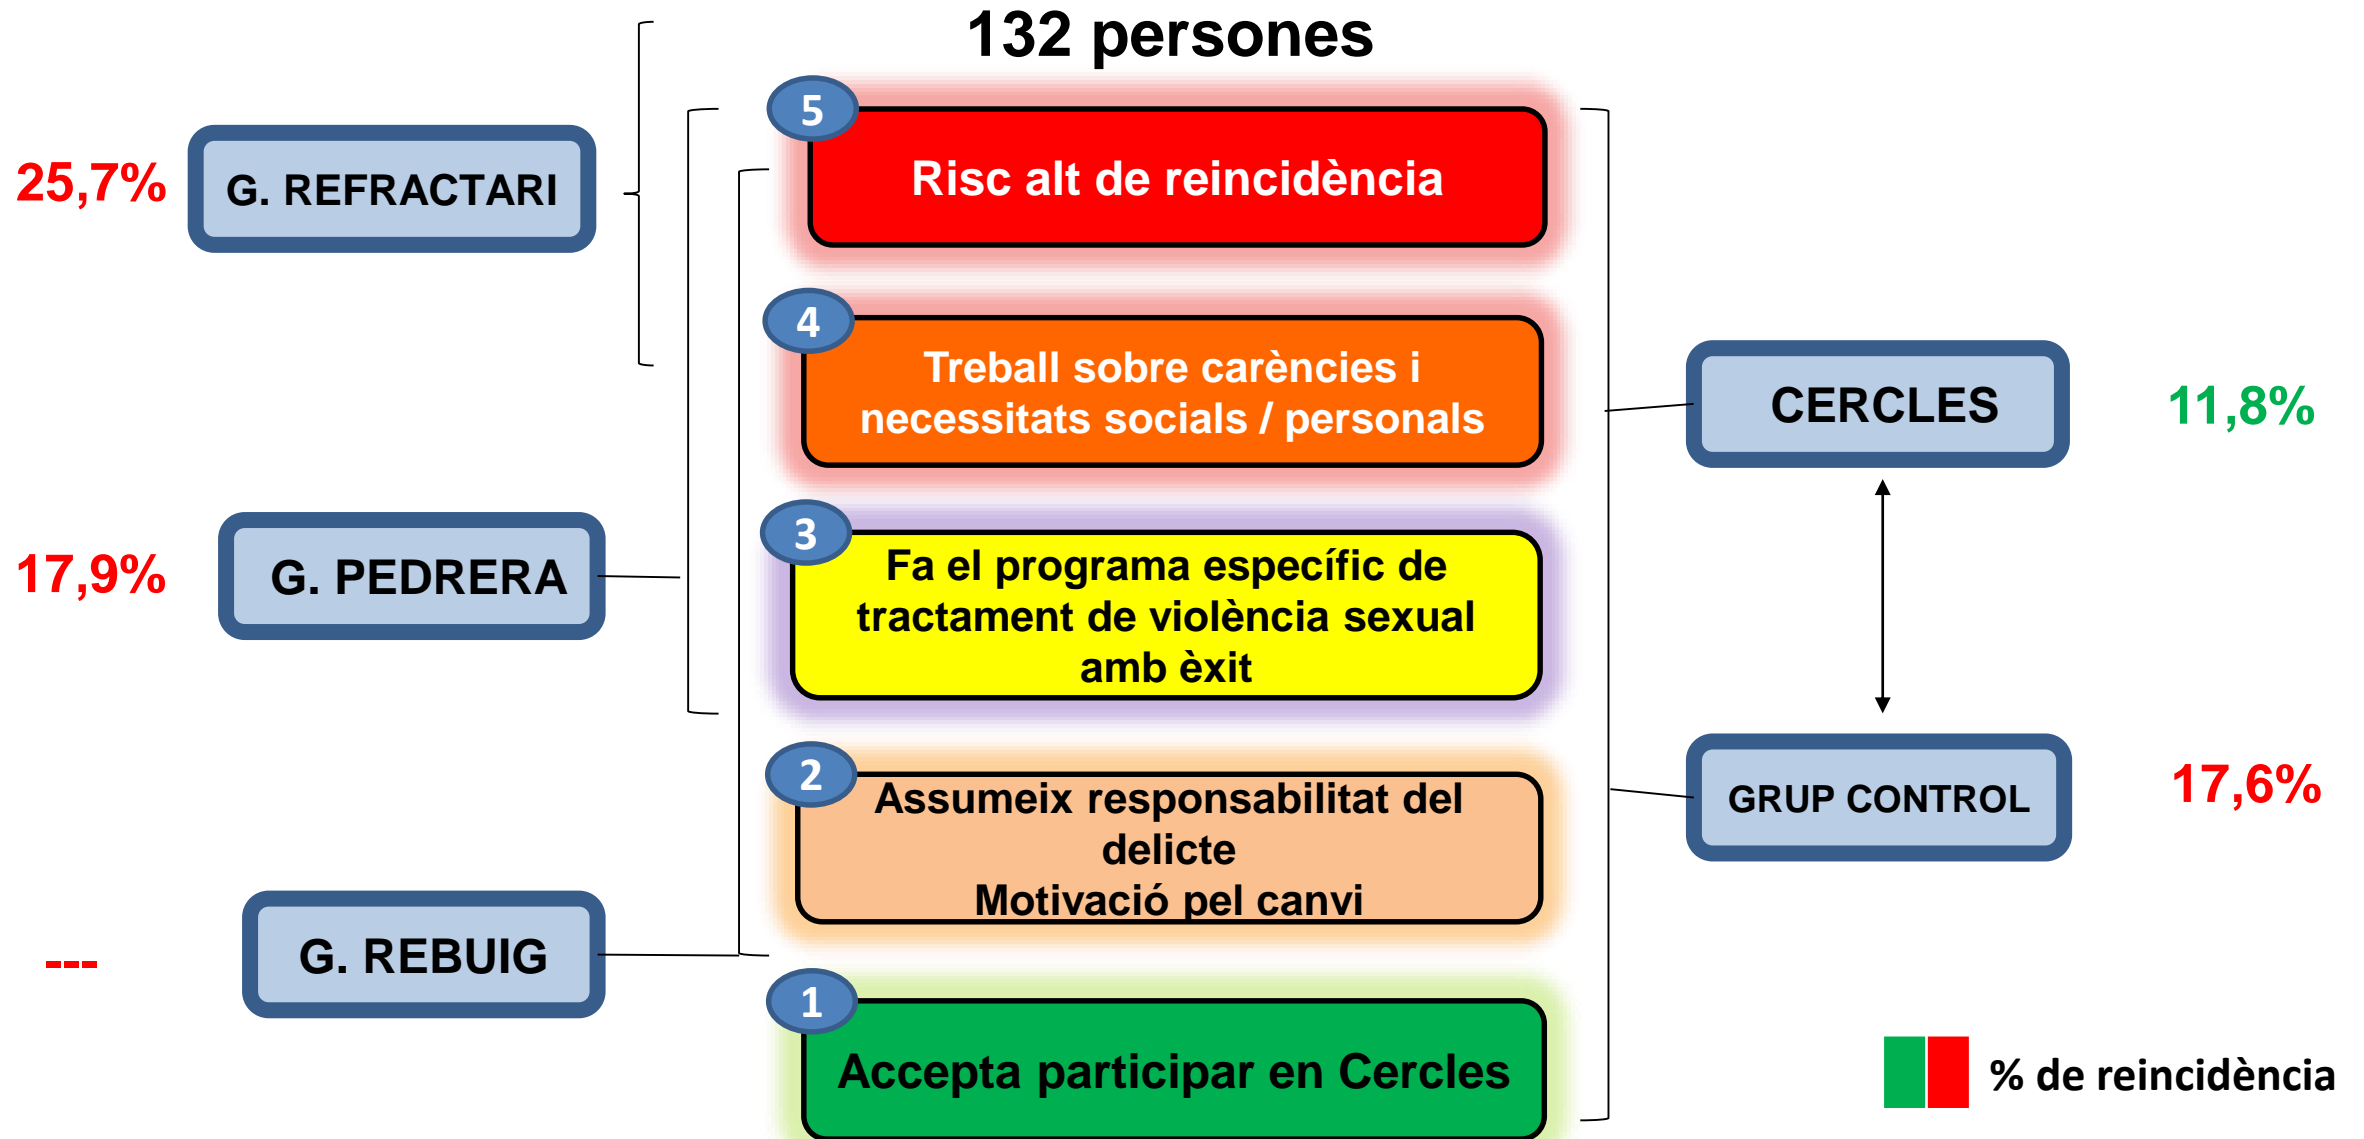 132 persones
5
Risc alt de reincidència
25,7%
G. REFRACTARI
4
Treball sobre carències i
necessitats socials / personals
CERCLES
11,8%
3
Fa el programa específic de
tractament de violència sexual
amb èxit
17,9%
G. PEDRERA
2
Assumeix responsabilitat del
delicte
Motivació pel canvi
GRUP CONTROL
17,6%
---
G. REBUIG
1
Accepta participar en Cercles
% de reincidència